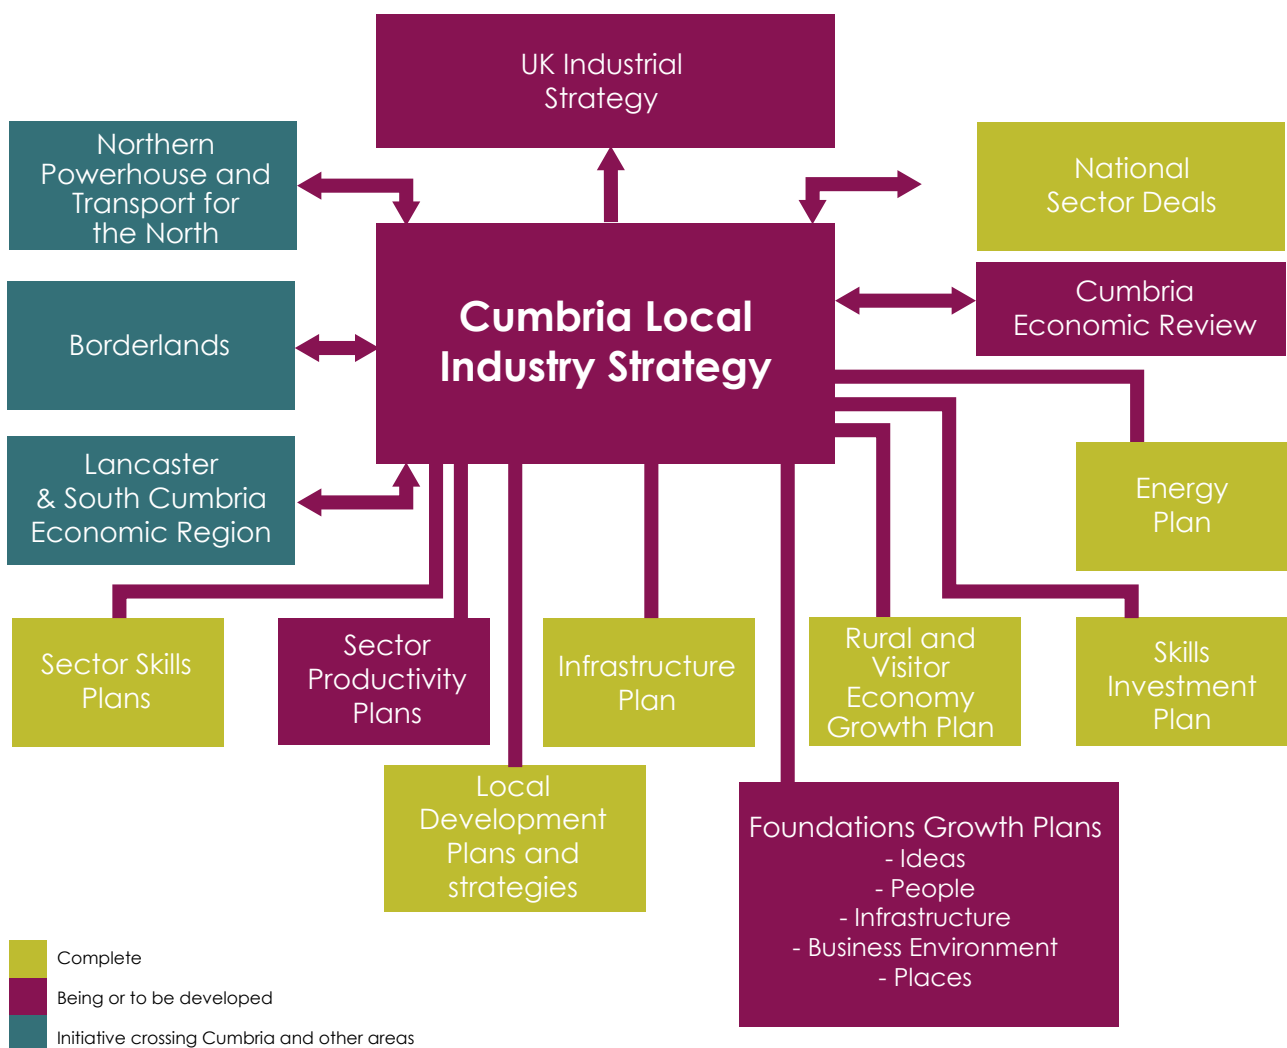 UK Industrial
Strategy
Northern
Powerhouse and
Transport for
the North
National
Sector Deals
Cumbria Local
Industry Strategy
Cumbria
Economic Review
Borderlands
Lancaster
& South Cumbria
Economic Region
Energy
Plan
Sector Skills
Plans
Sector
Productivity
Plans
Infrastructure
Plan
Rural and
Visitor
Economy
Growth Plan
Skills
Investment
Plan
Local
Development
Plans and
strategies
Foundations Growth Plans
- Ideas
- People
- Infrastructure
- Business Environment
- Places
Complete
Being or to be developed
Initiative crossing Cumbria and other areas